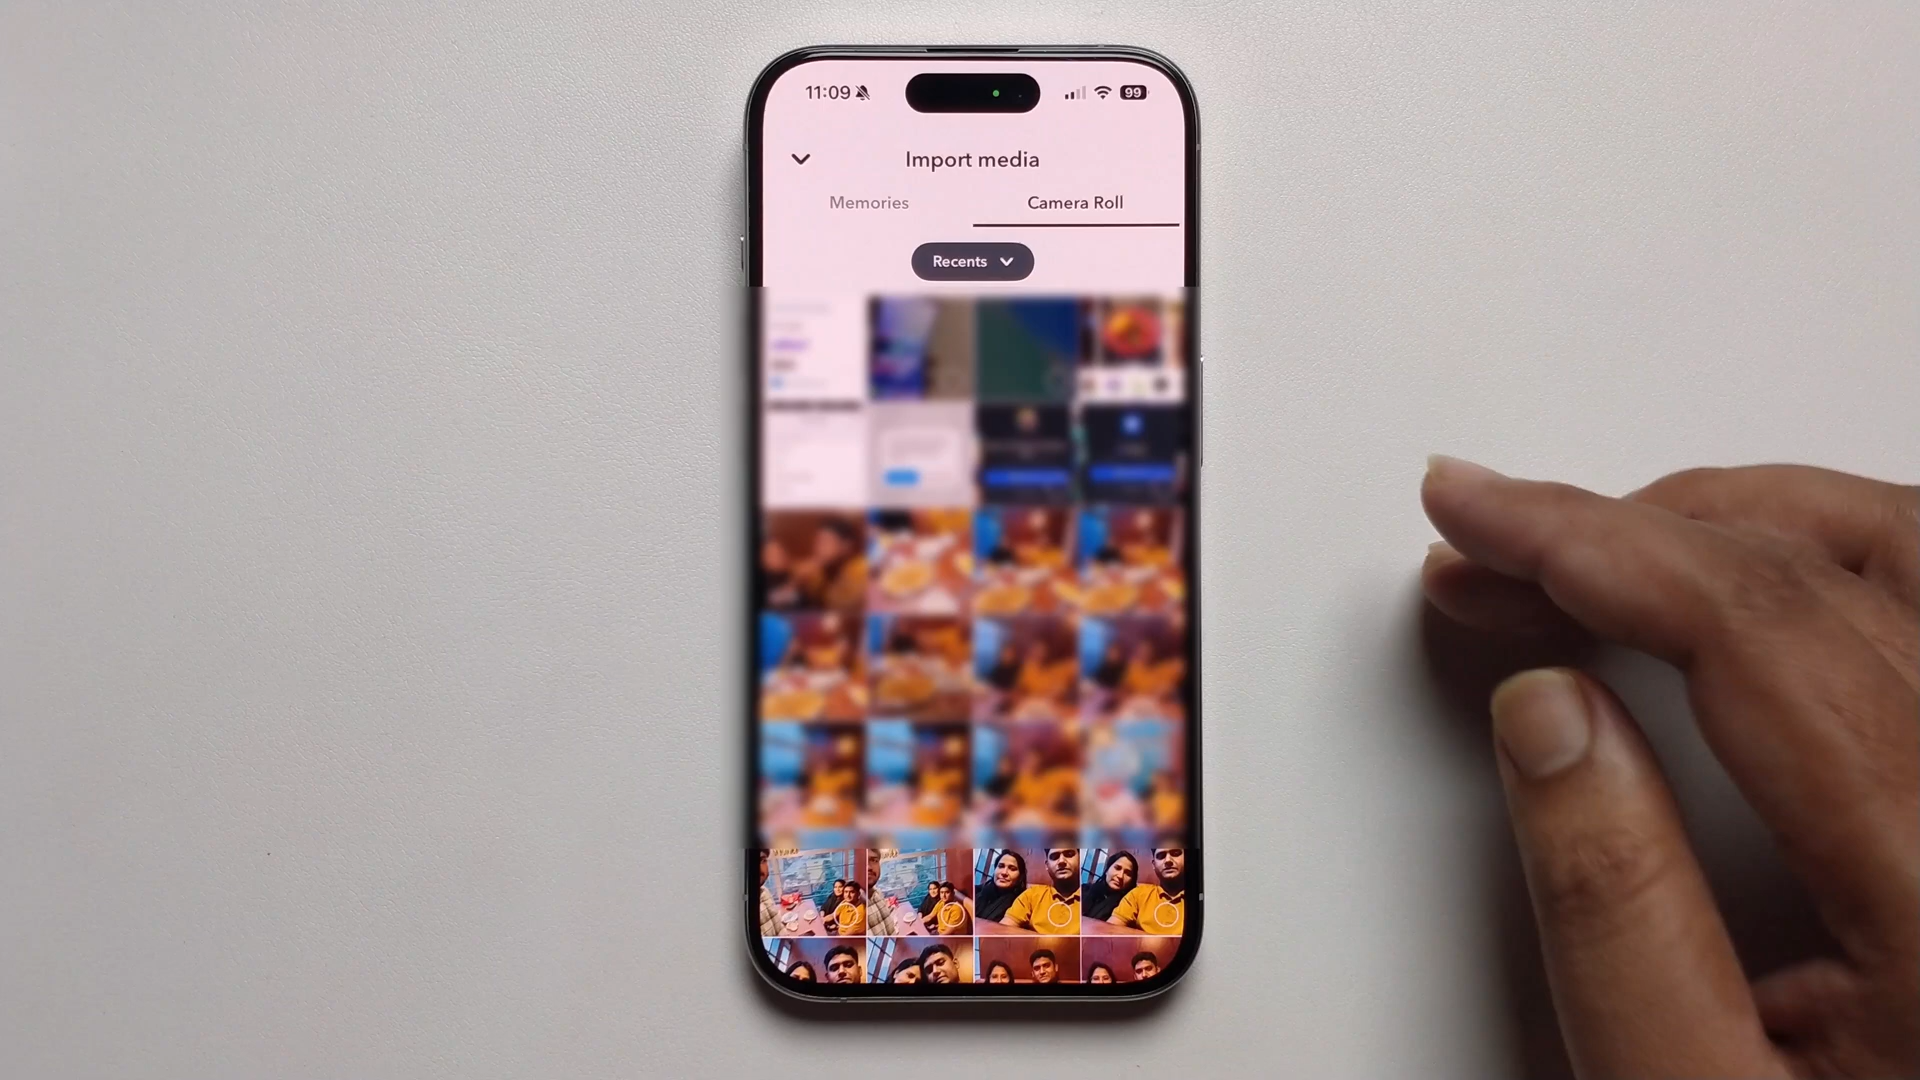 11:09
99
Import media
Memories
Camera Roll
Recents